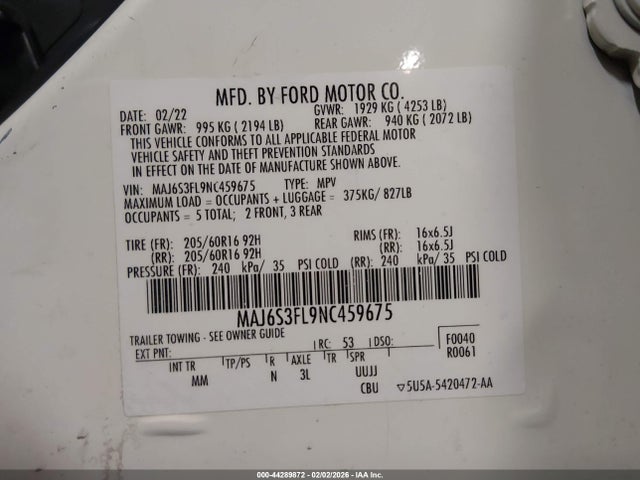 MFD. BY FORD MOTOR CO.
DATE: 02/22 GVWR: 1929 KG ( 4253 LB)
FRONT GAWR: 995 KG ( 2194 LB) REAR GAWR: 940 KG ( 2072 LB)
THIS VEHICLE CONFORMS TO ALL APPLICABLE FEDERAL MOTOR
VEHICLE SAFETY AND THEFT PREVENTION STANDARDS
IN EFFECT ON THE DATE OF MANUFACTURE SHOWN ABOVE.
VIN: MAJ6S3FL9NC459675 TYPE: MPV
MAXIMUM LOAD = OCCUPANTS + LUGGAGE = 375KG/ 827LB
OCCUPANTS = 5 TOTAL; 2 FRONT, 3 REAR
TIRE (FR): 205/60R16 92H RIMS (FR.): 16x6.5J
(RR): 205/60R16 92H (RR): 16x6.5J
PRESSURE (FR): 240 kPa/ 35 PSI COLD (RR): 240 kPa/ 35 PSI COLD
MAJ6S3FL9NC459675
TRAILER TOWING - SEE OWNER GUIDE
EXT PNT: RC: 53 DSO: F0040
R0061
INT TR TP/PS R AXLE TR SPR
MM N 3L UUJJ
CBU 5U5A-5420472-AA
000-44289872 - 02/02/2026 - IAA Inc.